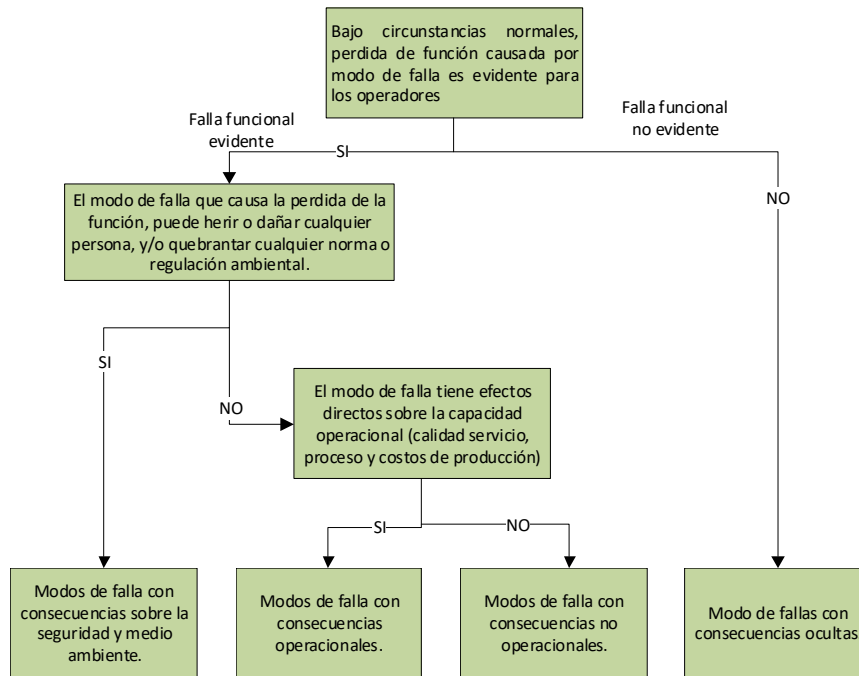 Bajo circunstancias normales,
perdida de función causada por
modo de falla es evidente para
los operadores
Falla funcional
evidente
Falla funcional
no evidente
SI
NO
El modo de falla que causa la perdida de la
función, puede herir o dañar cualquier
persona, y/o quebrantar cualquier norma o
regulación ambiental.
SI
NO
El modo de falla tiene efectos
directos sobre la capacidad
operacional (calidad servicio,
proceso y costos de producción)
SI
NO
Modos de falla con
consecuencias sobre la
seguridad y medio
ambiente.
Modos de falla con
consecuencias
operacionales.
Modos de falla con
consecuencias no
operacionales.
Modo de fallas con
consecuencias ocultas